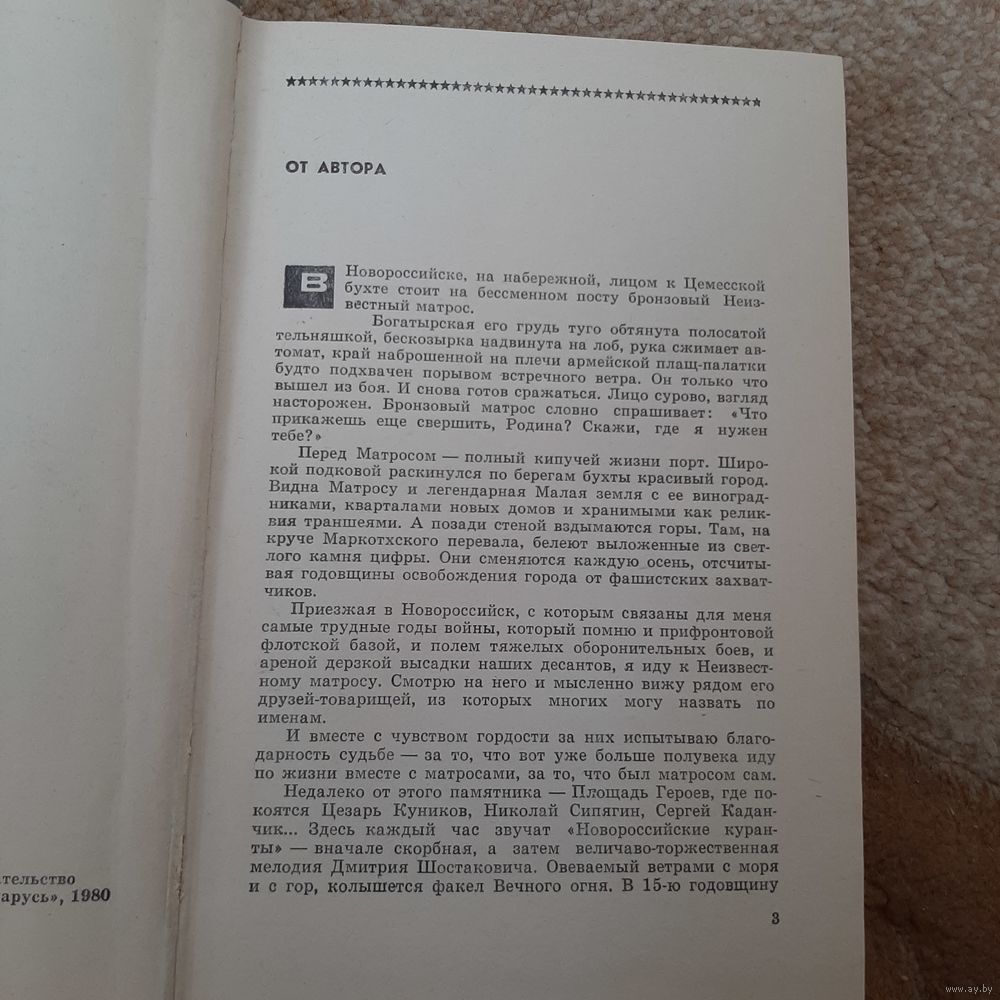 ★★★★★★★★★★★★★★★★★★★★★★★★★★★★★★★★★★★★★★★★★★★
ОТ АВТОРА
В Новороссийске, на набережной, лицом к Цемесской
бухте стоит на бессменном посту бронзовый Неиз-
вестный матрос.
Богатырская его грудь туго обтянута полосатой
тельняшкой, бескозырка надвинута на лоб, рука сжимает ав-
томат, край наброшенной на плечи армейской плащ-палатки
будто подхвачен порывом встречного ветра. Он только что
вышел из боя. И снова готов сражаться. Лицо сурово, взгляд
насторожен. Бронзовый матрос словно спрашивает: «Что
прикажешь еще свершить, Родина? Скажи, где я нужен
тебе?»
Перед Матросом — полный кипучей жизни порт. Широ-
кой подковой раскинулся по берегам бухты красивый город.
Видна Матросу и легендарная Малая земля с ее виноград-
никами, кварталами новых домов и хранимыми как релик-
вия траншеями. А позади стеной вздымаются горы. Там, на
круче Маркотхского перевала, белеют выложенные из свет-
лого камня цифры. Они сменяются каждую осень, отсчиты-
вая годовщины освобождения города от фашистских захват-
чиков.
Приезжая в Новороссийск, с которым связаны для меня
самые трудные годы войны, который помню и прифронтовой
флотской базой, и полем тяжелых оборонительных боев, и
ареной дерзкой высадки наших десантов, я иду к Неизвест-
ному матросу. Смотрю на него и мысленно вижу рядом его
друзей-товарищей, из которых многих могу назвать по
именам.
И вместе с чувством гордости за них испытываю благо-
дарность судьбе — за то, что вот уже больше полувека иду
по жизни вместе с матросами, за то, что был матросом сам.
Недалеко от этого памятника — Площадь Героев, где по-
коятся Цезарь Куников, Николай Сипягин, Сергей Кадан-
чик... Здесь каждый час звучат «Новороссийские куран-
ты» — вначале скорбная, а затем величаво-торжественная
мелодия Дмитрия Шостаковича. Овеваемый ветрами с моря
и с гор, колышется факел Вечного огня. В 15-ю годовщину
3
ательство
арусь», 1980
www.ay.by